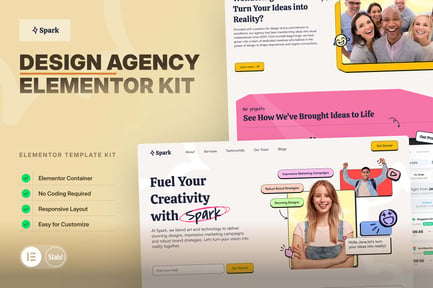 Spark
DESIGN AGENCY
ELEMENTOR KIT
ELEMENTOR TEMPLATE KIT
Elementor Container
No Coding Required
Responsive Layout
Easy for Customize
Slab!
Turn Your Ideas into
Reality?
Learn more
Our projects
See How We've Brought Ideas to Life
Spark
About
Services
Testimonials
Our Team
Blogs
Get Started
Fuel Your
Creativity
with Spark
At Spark, we blend art and technology to deliver
stunning designs, impressive marketing campaigns,
and robust brand strategies. Let's turn your vision into
reality together.
Enter your email
Get Started
Impressive Marketing Campaigns
Robust Brand Strategies
Stunning Designs
Hello Jane,let's turn
your ideas into reality!